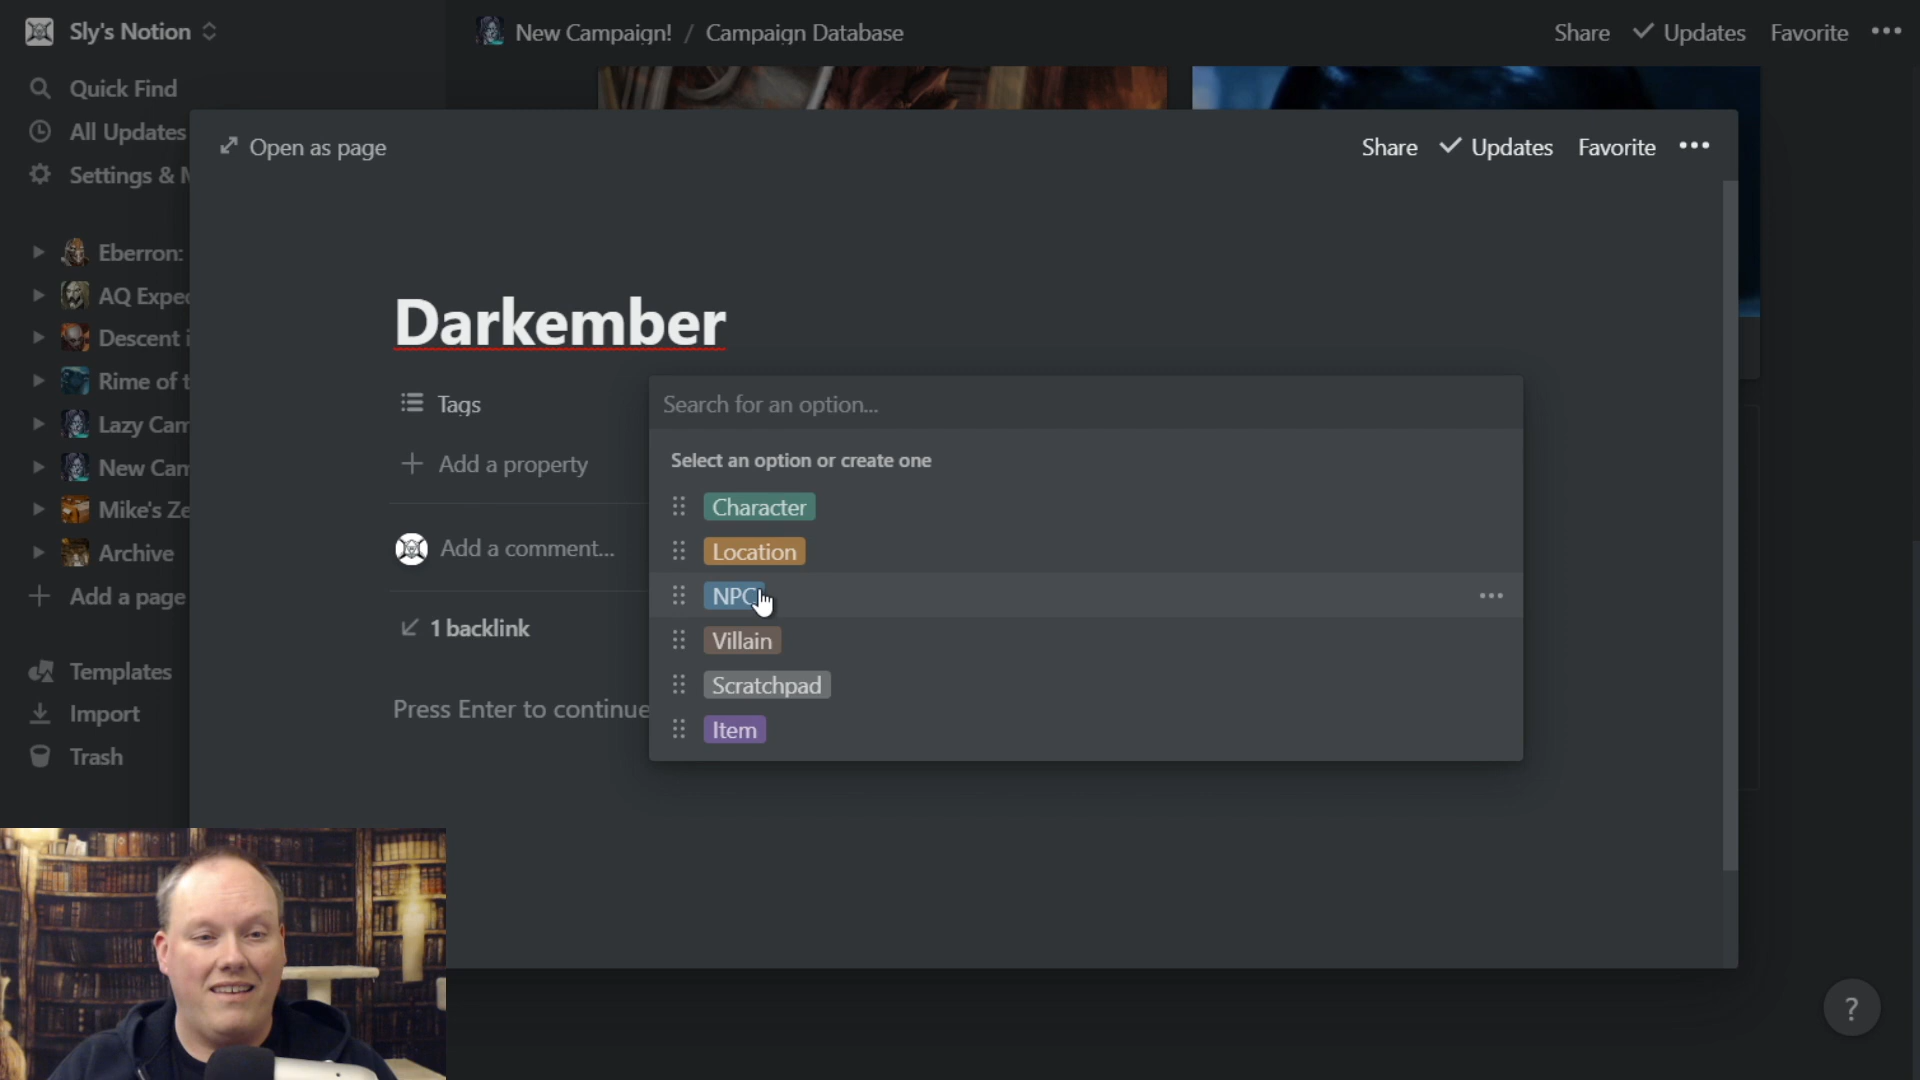 Sly's Notion
New Campaign! / Campaign Database
Share
Updates
Favorite
Quick Find
All Updates
Settings & M
Eberron:
AQ Expe
Descent i
Rime of t
Lazy Cam
New Cam
Mike's Ze
Archive
Add a page
Templates
Import
Trash
Open as page
Share
Updates
Favorite
Darkember
Tags
Search for an option...
Add a property
Select an option or create one
Character
Location
NPC
Villain
Scratchpad
Item
Add a comment...
1 backlink
Press Enter to continue
?